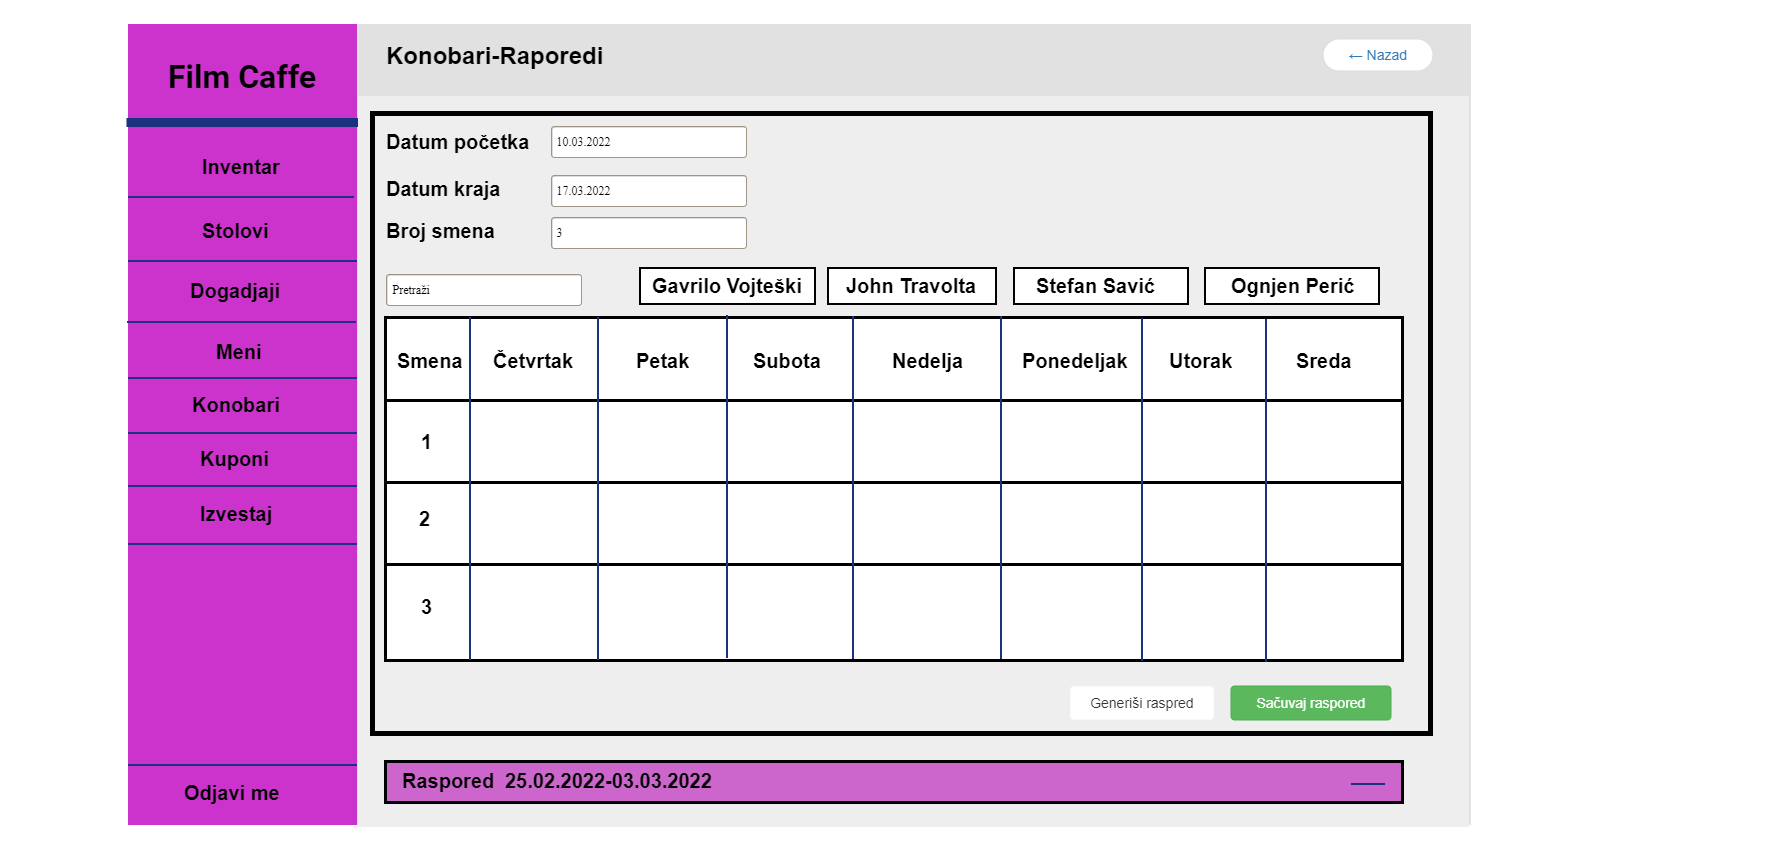 Film Caffe
Inventar
Stolovi
Dogadjaji
Meni
Konobari
Kuponi
Izvestaj
Odjavi me
Konobari-Raporedi
← Nazad
Datum početka 10.03.2022
Datum kraja 17.03.2022
Broj smena 3
Pretraži Gavrilo Vojteški John Travolta Stefan Savić Ognjen Perić
Smena Četvrtak Petak Subota Nedelja Ponedeljak Utorak Sreda
1
2
3
Generiši raspred Sačuvaj raspored
Raspored 25.02.2022-03.03.2022